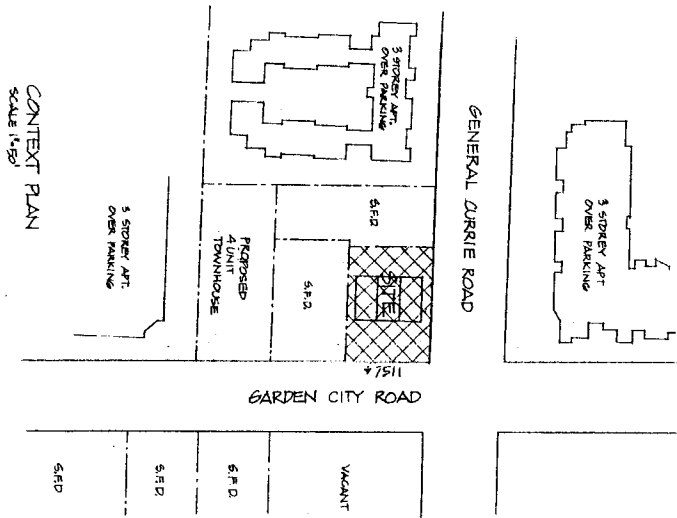 3 STOREY APT.
OVER PARKING
GENERAL CURRIE ROAD
3 STOREY APT
OVER PARKING
CONTEXT PLAN
SCALE 1"=50'
3 STOREY APT.
OVER PARKING
PROPOSED
4 UNIT
TOWNHOUSE
S.F.D.
S.F.D.
SITE
#7511
GARDEN CITY ROAD
S.F.D
S.F.D.
S.F.D.
VACANT